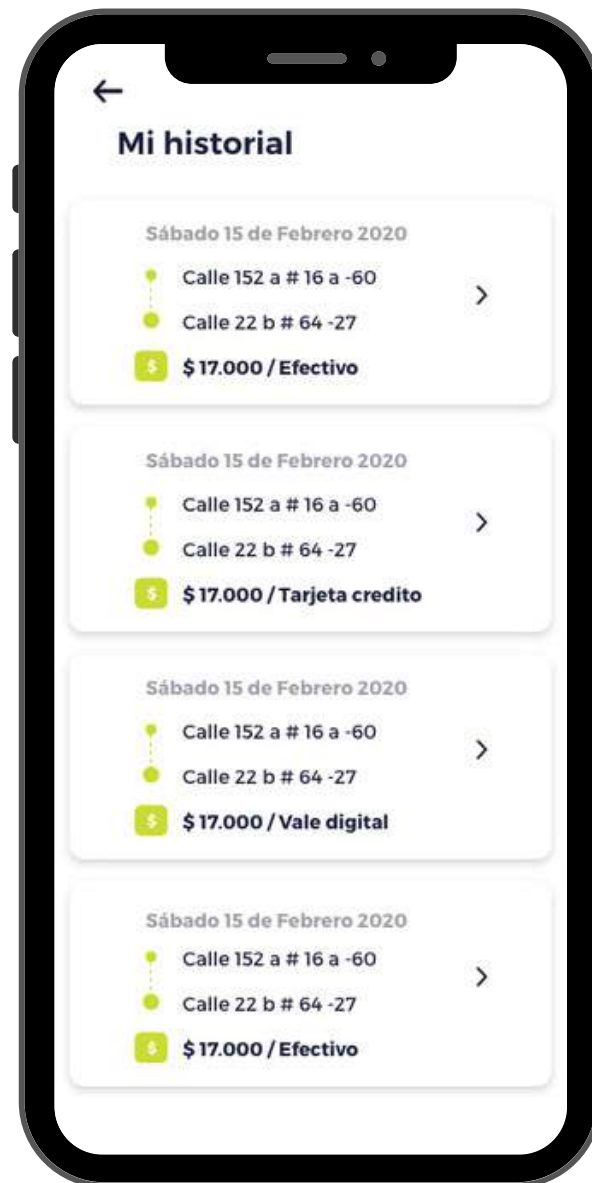 Mi historial
Sábado 15 de Febrero 2020
Calle 152 a # 16 a -60
Calle 22 b # 64 -27
$ $ 17.000 / Efectivo
Sábado 15 de Febrero 2020
Calle 152 a # 16 a -60
Calle 22 b # 64 -27
$ $ 17.000 / Tarjeta credito
Sábado 15 de Febrero 2020
Calle 152 a # 16 a -60
Calle 22 b # 64 -27
$ $ 17.000 / Vale digital
Sábado 15 de Febrero 2020
Calle 152 a # 16 a -60
Calle 22 b # 64 -27
$ $ 17.000 / Efectivo